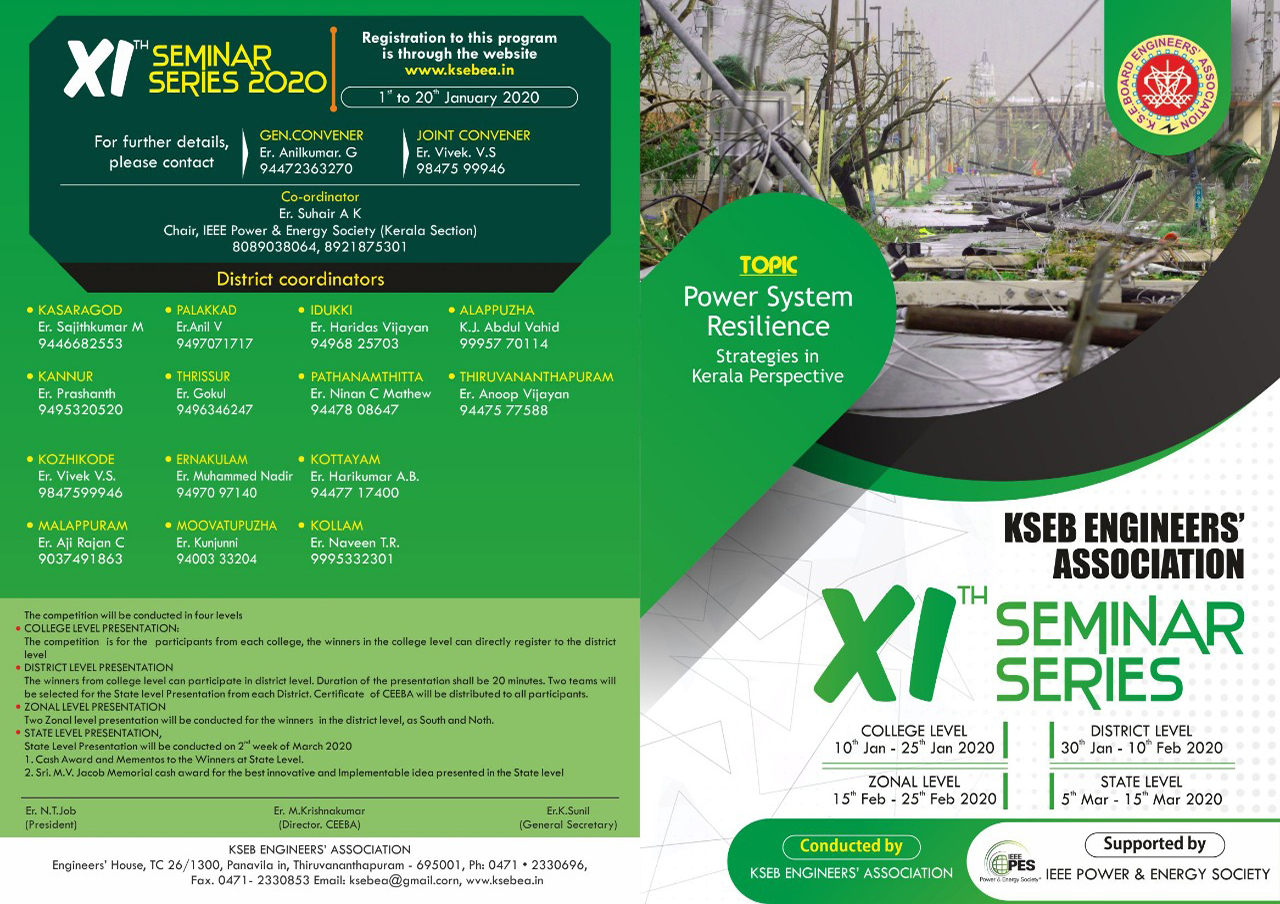 XI TH SEMINAR
SERIES 2020
Registration to this program
is through the website
www.ksebea.in
1st to 20th January 2020
For further details,
please contact
GEN.CONVENER
Er. Anilkumar. G
94472363270
JOINT CONVENER
Er. Vivek. V.S
98475 99946
Co-ordinator
Er. Suhair A K
Chair, IEEE Power & Energy Society (Kerala Section)
8089038064, 8921875301
District coordinators
• KASARAGOD
Er. Sajithkumar M
9446682553
• PALAKKAD
Er.Anil V
9497071717
• IDUKKI
Er. Haridas Vijayan
94968 25703
• ALAPPUZHA
K.J. Abdul Vahid
99957 70114
• KANNUR
Er. Prashanth
9495320520
• THRISSUR
Er. Gokul
9496346247
• PATHANAMTHITTA
Er. Ninan C Mathew
94478 08647
• THIRUVANANTHAPURAM
Er. Anoop Vijayan
94475 77588
• KOZHIKODE
Er. Vivek V.S.
9847599946
• ERNAKULAM
Er. Muhammed Nadir
94970 97140
• KOTTAYAM
Er. Harikumar A.B.
94477 17400
• MALAPPURAM
Er. Aji Rajan C
9037491863
• MOOVATUPUZHA
Er. Kunjunni
94003 33204
• KOLLAM
Er. Naveen T.R.
9995332301
The competition will be conducted in four levels
• COLLEGE LEVEL PRESENTATION:
The competition is for the participants from each college, the winners in the college level can directly register to the district
level
• DISTRICT LEVEL PRESENTATION
The winners from college level can participate in district level. Duration of the presentation shall be 20 minutes. Two teams will
be selected for the State level Presentation from each District. Certificate of CEEBA will be distributed to all participants.
• ZONAL LEVEL PRESENTATION
Two Zonal level presentation will be conducted for the winners in the district level, as South and Noth.
• STATE LEVEL PRESENTATION,
State Level Presentation will be conducted on 2nd week of March 2020
1. Cash Award and Mementos to the Winners at State Level.
2. Sri. M.V. Jacob Memorial cash award for the best innovative and Implementable idea presented in the State level
Er. N.T.Job
(President)
Er. M.Krishnakumar
(Director. CEEBA)
Er.K.Sunil
(General Secretary)
KSEB ENGINEERS' ASSOCIATION
Engineers' House, TC 26/1300, Panavila in, Thiruvananthapuram - 695001, Ph: 0471 • 2330696,
Fax. 0471- 2330853 Email: ksebea@gmail.corn, www.ksebea.in
K.S.E.BOARD ENGINEERS' ASSOCIATION
TOPIC
Power System
Resilience
Strategies in
Kerala Perspective
KSEB ENGINEERS'
ASSOCIATION
XI TH SEMINAR
SERIES
COLLEGE LEVEL
10th Jan - 25th Jan 2020
DISTRICT LEVEL
30th Jan - 10th Feb 2020
ZONAL LEVEL
15th Feb - 25th Feb 2020
STATE LEVEL
5th Mar - 15th Mar 2020
Conducted by
KSEB ENGINEERS' ASSOCIATION
IEEE
PES
Power & Energy Society
Supported by
IEEE POWER & ENERGY SOCIETY